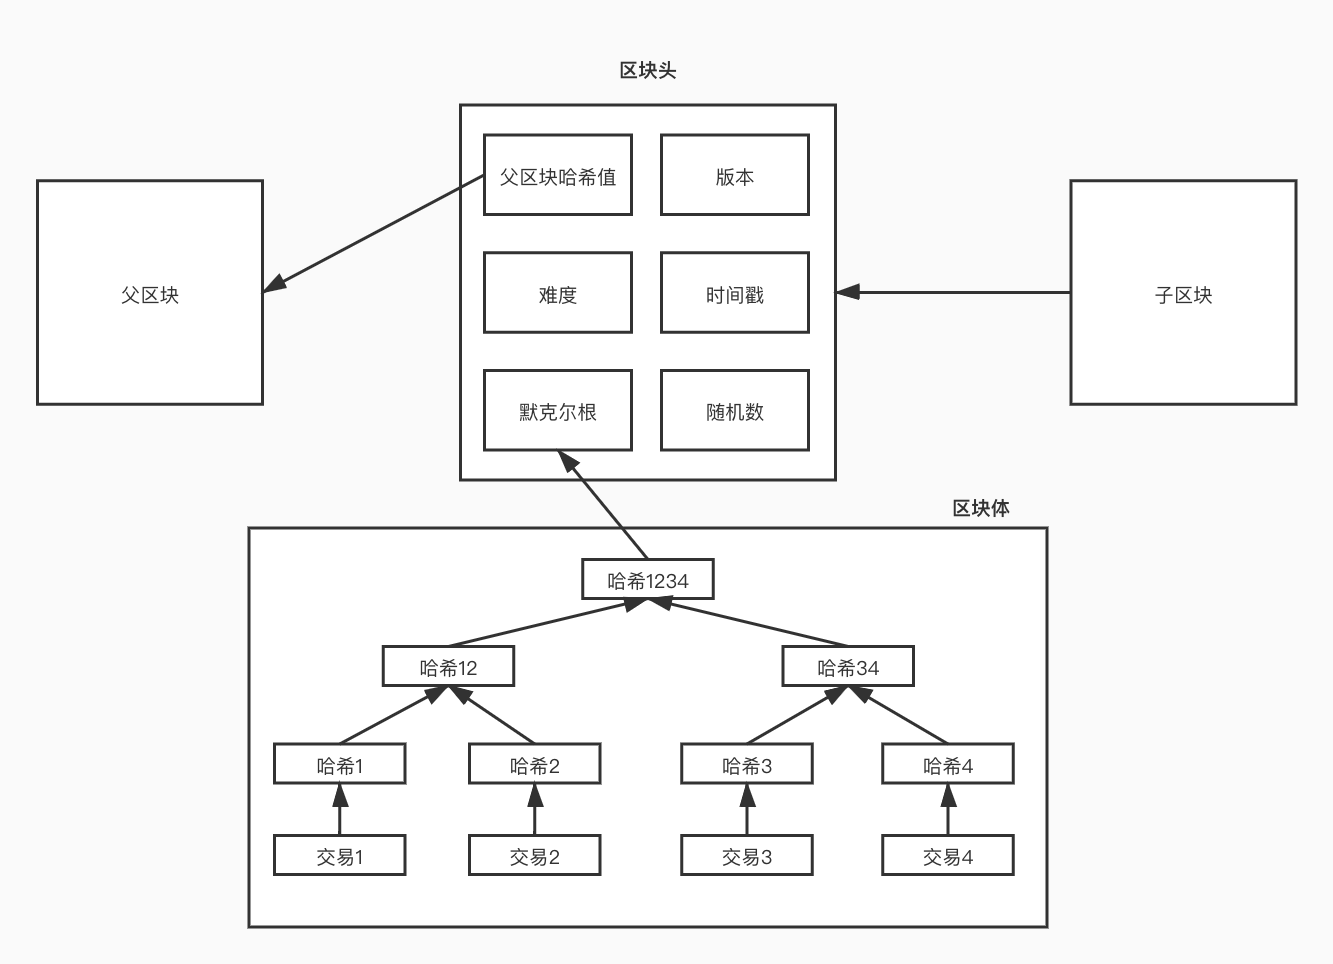 区块头
父区块哈希值
版本
父区块
难度
时间戳
子区块
默克尔根
随机数
区块体
哈希1234
哈希12
哈希34
哈希1
哈希2
哈希3
哈希4
交易1
交易2
交易3
交易4